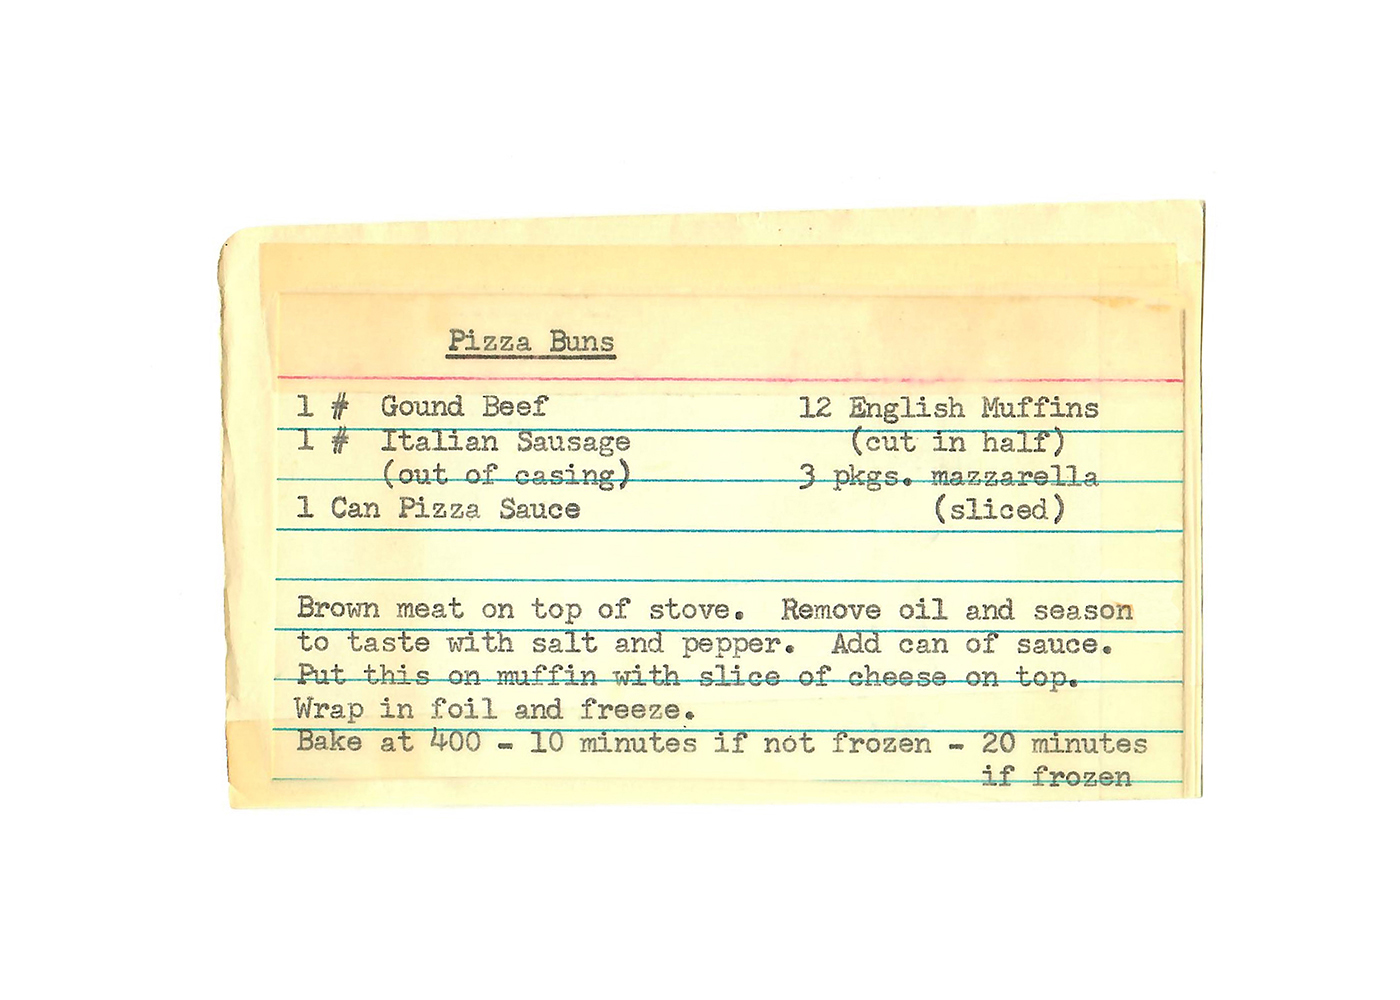 Pizza Buns
1 # Gound Beef 12 English Muffins
1 # Italian Sausage (cut in half)
(out of casing) 3 pkgs. mazzarella
1 Can Pizza Sauce (sliced)
Brown meat on top of stove. Remove oil and season
to taste with salt and pepper. Add can of sauce.
Put this on muffin with slice of cheese on top.
Wrap in foil and freeze.
Bake at 400 - 10 minutes if not frozen - 20 minutes
if frozen